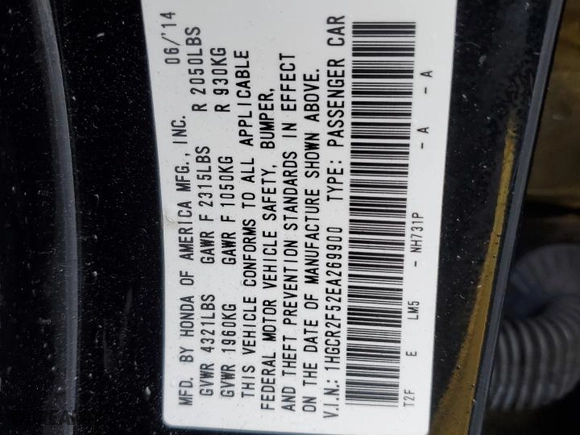 MFD. BY HONDA OF AMERICA MFG., INC. 06/'14
GVWR 4321LBS GAWR F 2315LBS R 2050LBS
GVWR 1960KG GAWR F 1050KG R 930KG
THIS VEHICLE CONFORMS TO ALL APPLICABLE
FEDERAL MOTOR VEHICLE SAFETY, BUMPER,
AND THEFT PREVENTION STANDARDS IN EFFECT
ON THE DATE OF MANUFACTURE SHOWN ABOVE.
V.I.N.: 1HGCR2F52EA269900 TYPE: PASSENGER CAR
T2F E LM5 - NH731P - A - A